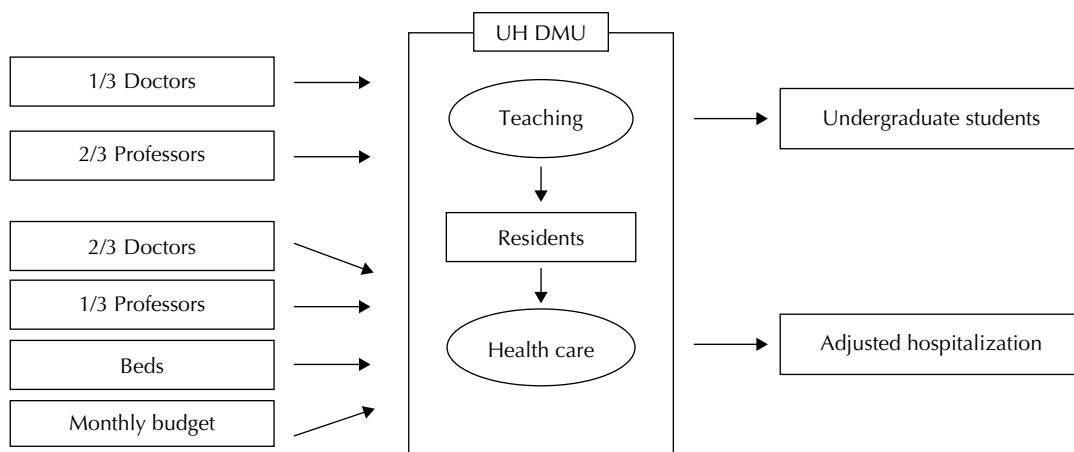 UH DMU
1/3 Doctors
2/3 Professors
2/3 Doctors
1/3 Professors
Beds
Monthly budget
Teaching
Residents
Health care
Undergraduate students
Adjusted hospitalization